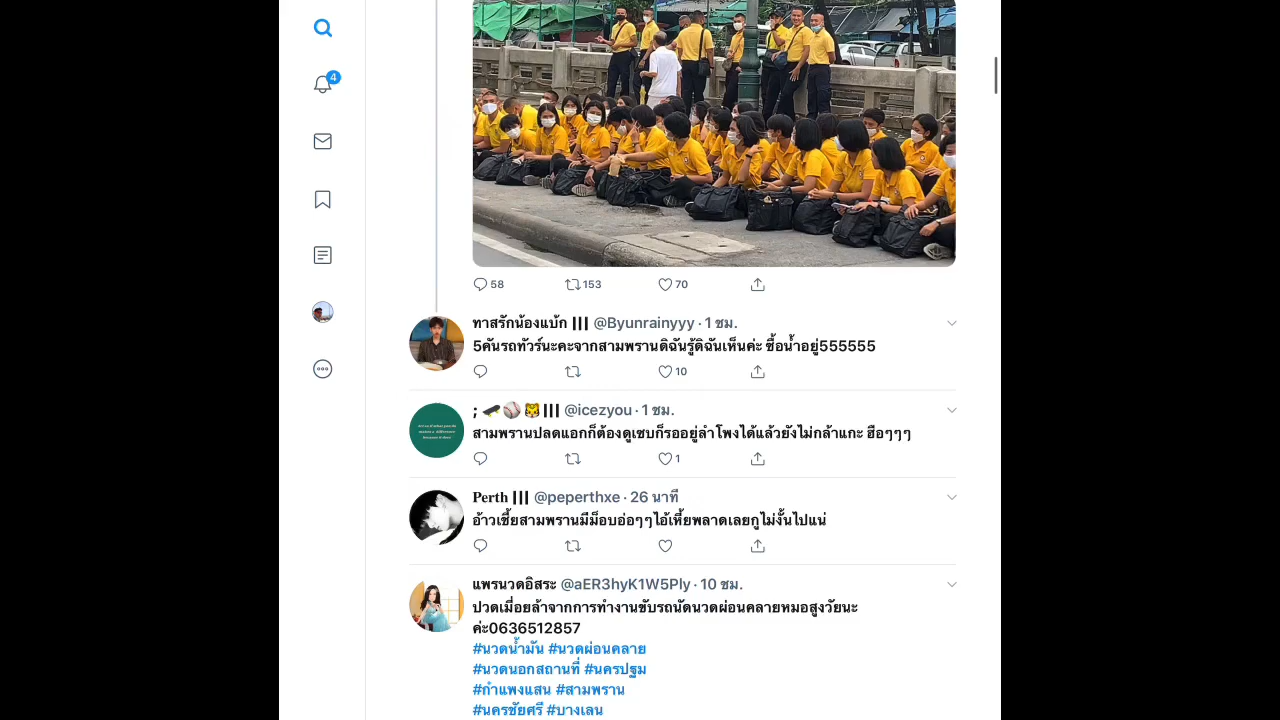 4
58 153 70
ทาสรักน้องแบ้ก ||| @Byunrainyyy · 1 ชม.
5คันรถทัวร์นะคะจากสามพรานดิฉันรู้ดิฉันเห็นค่ะ ซื้อน้ำอยู่555555
10
; 🛹⚾🐯||| @icezyou · 1 ชม.
สามพรานปลดแอกก็ต้องดูเซบก็รออยู่ลำโพงได้แล้วยังไม่กล้าแกะ ฮือๆๆๆ
1
Perth ||| @peperthxe · 26 นาที
อ้าวเชี้ยสามพรานมีม็อบอ่อๆๆไอ้เหี้ยพลาดเลยกูไม่งั้นไปแน่
แพรนวดอิสระ @aER3hyK1W5Ply · 10 ชม.
ปวดเมื่อยล้าจากการทำงานขับรถนัดนวดผ่อนคลายหมอสูงวัยนะ
ค่ะ0636512857
#นวดน้ำมัน #นวดผ่อนคลาย
#นวดนอกสถานที่ #นครปฐม
#กำแพงแสน #สามพราน
#นครชัยศรี #บางเลน